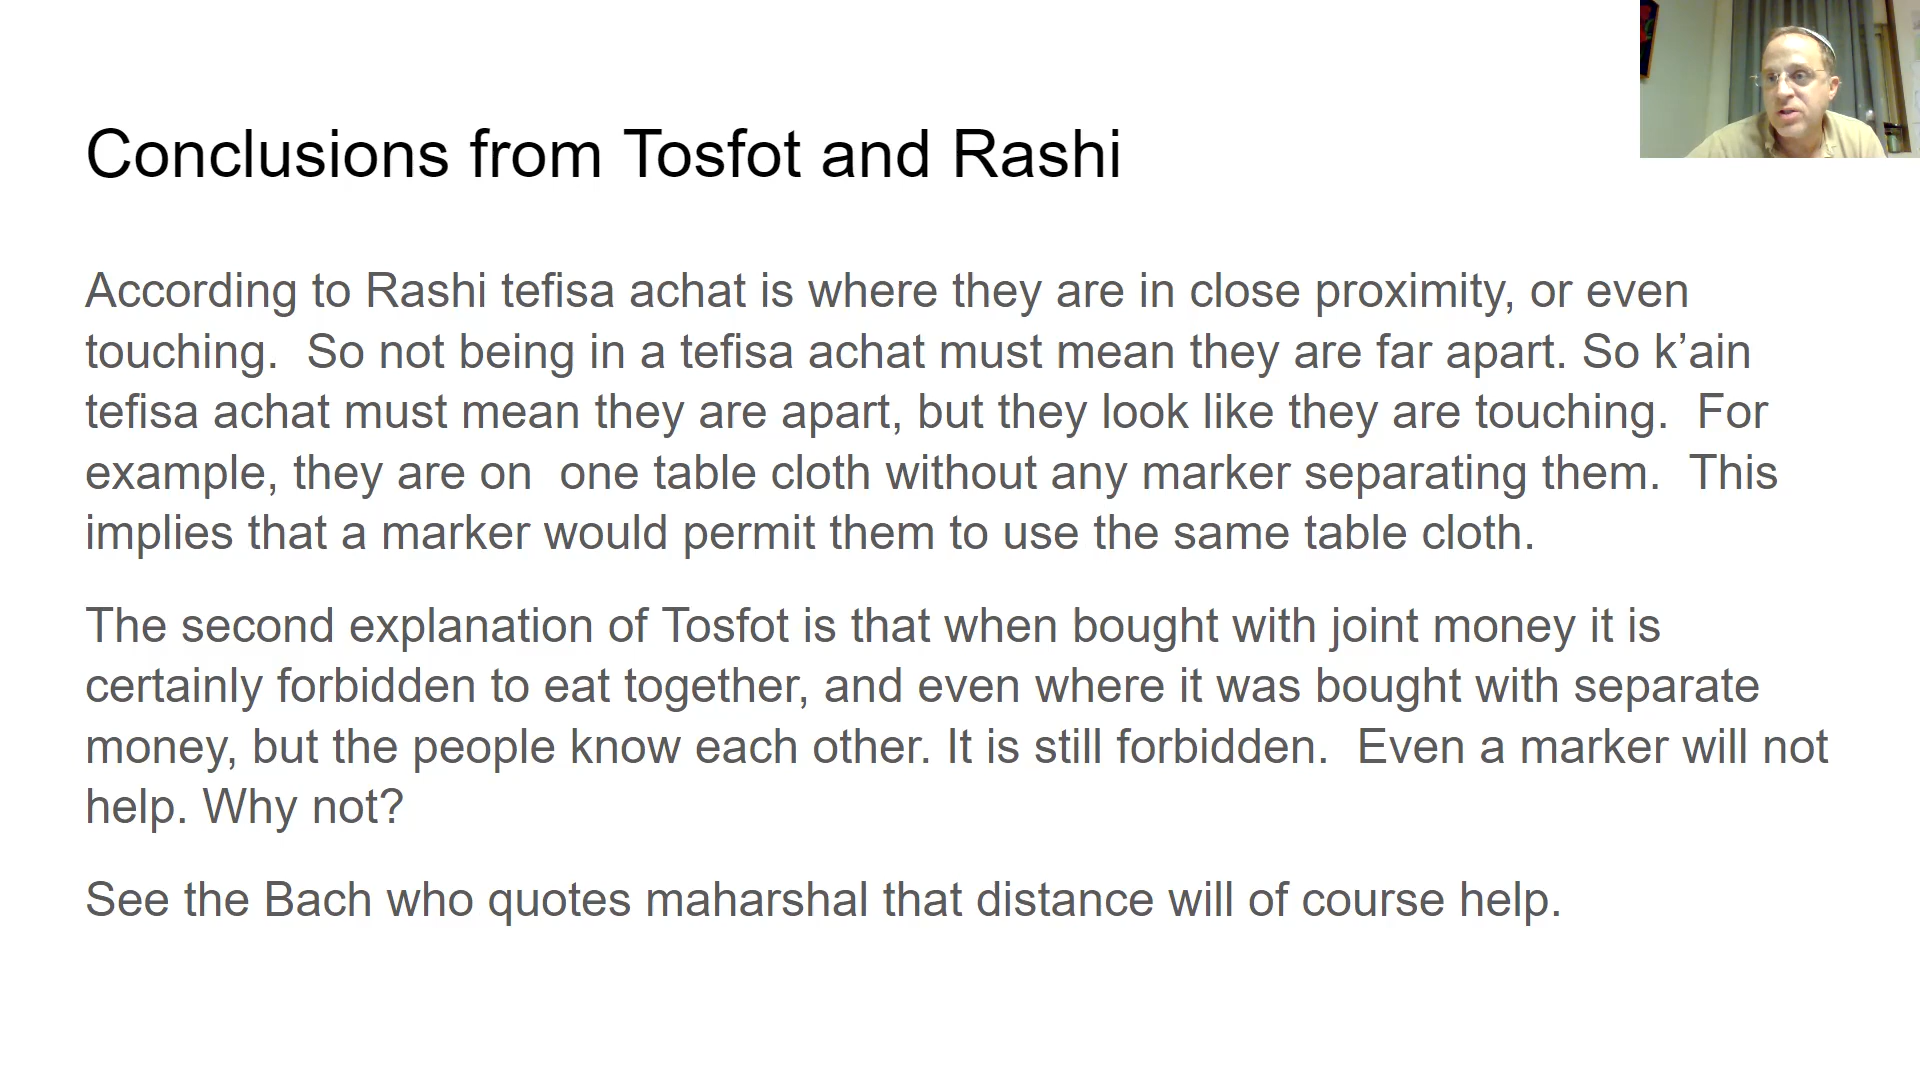 Conclusions from Tosfot and Rashi
According to Rashi tefisa achat is where they are in close proximity, or even
touching.  So not being in a tefisa achat must mean they are far apart. So k’ain
tefisa achat must mean they are apart, but they look like they are touching.  For
example, they are on  one table cloth without any marker separating them.  This
implies that a marker would permit them to use the same table cloth.
The second explanation of Tosfot is that when bought with joint money it is
certainly forbidden to eat together, and even where it was bought with separate
money, but the people know each other. It is still forbidden.  Even a marker will not
help. Why not?
See the Bach who quotes maharshal that distance will of course help.